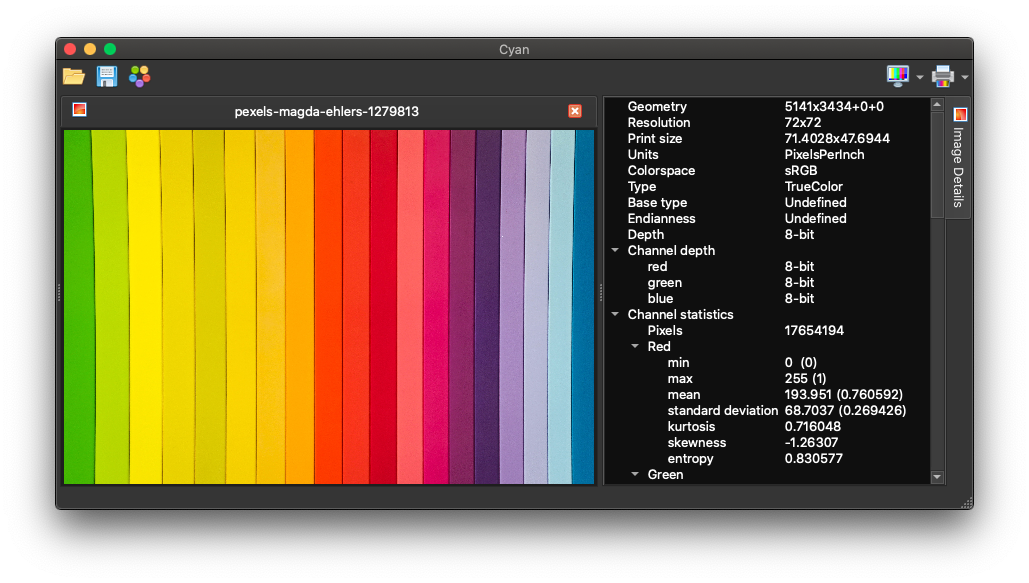 Cyan
pexels-magda-ehlers-1279813
Geometry 5141x3434+0+0
Resolution 72x72
Print size 71.4028x47.6944
Units PixelsPerInch
Colorspace sRGB
Type TrueColor
Base type Undefined
Endianness Undefined
Depth 8-bit
Channel depth
red 8-bit
green 8-bit
blue 8-bit
Channel statistics
Pixels 17654194
Red
min 0 (0)
max 255 (1)
mean 193.951 (0.760592)
standard deviation 68.7037 (0.269426)
kurtosis 0.716048
skewness -1.26307
entropy 0.830577
Green
Image Details